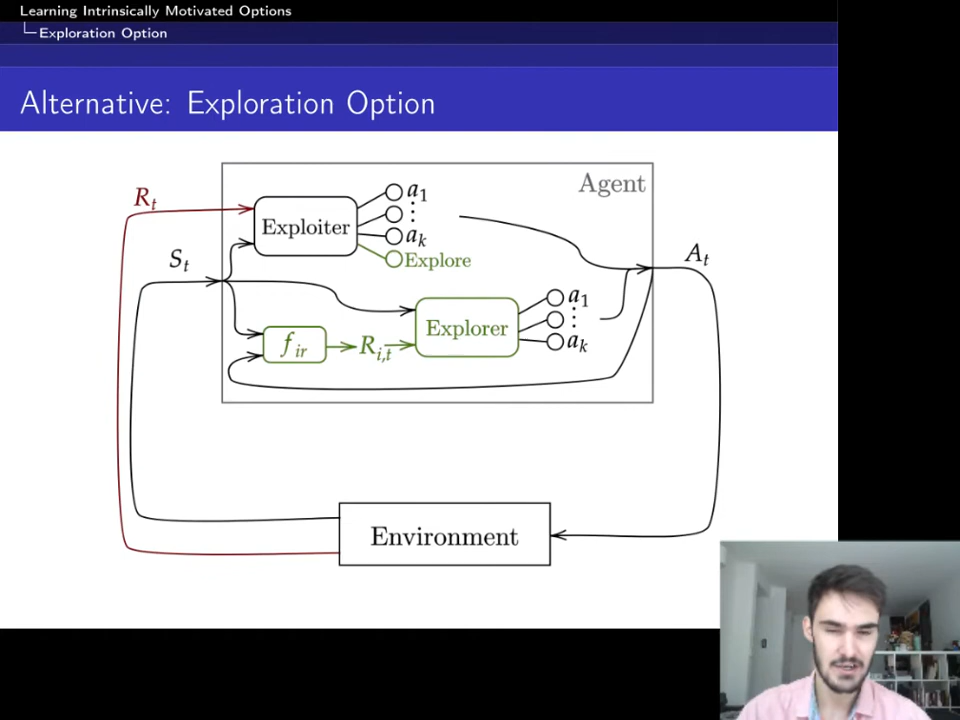 Learning Intrinsically Motivated Options
Exploration Option
Alternative: Exploration Option
Agent
R_t
Exploiter
a_1
⋮
a_k
Explore
S_t
A_t
f_ir
R_i,t
Explorer
a_1
⋮
a_k
Environment